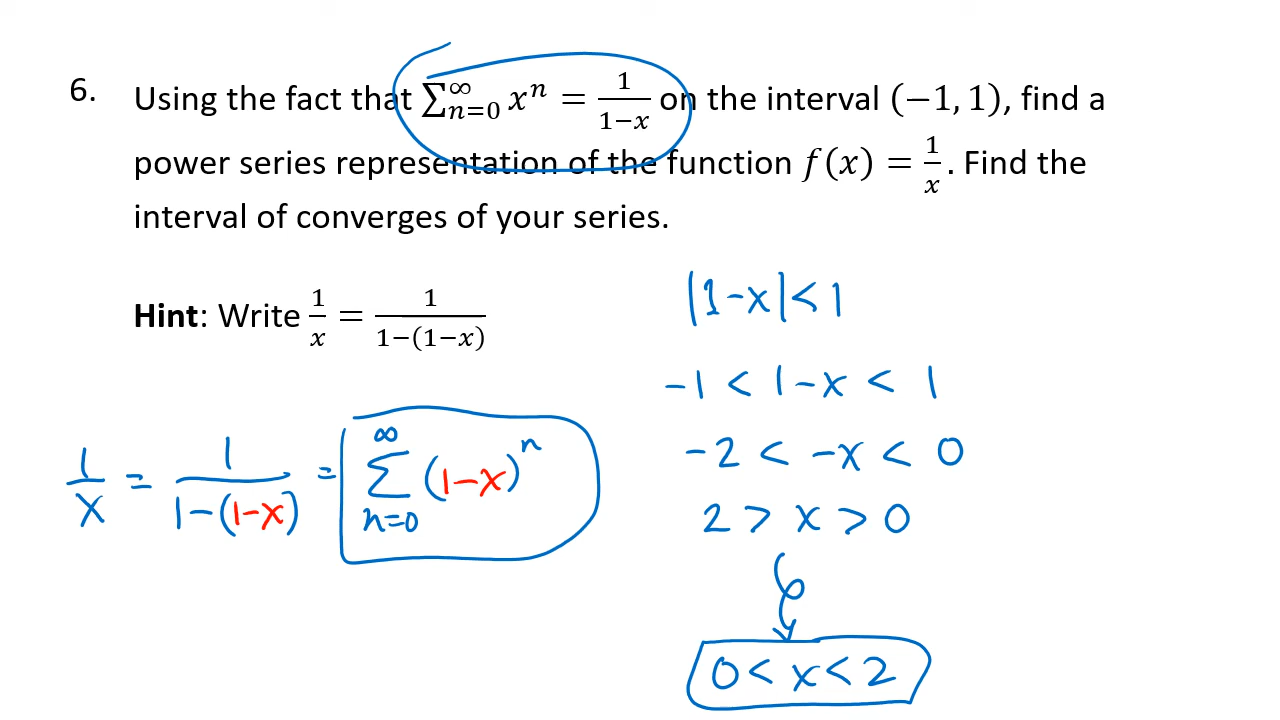 6. Using the fact that ∑_{n=0}^{∞} x^n = 1/(1−x) on the interval (−1, 1), find a
power series representation of the function f(x) = 1/x. Find the
interval of converges of your series.
Hint: Write 1/x = 1/(1−(1−x))
|1-x| < 1
-1 < 1-x < 1
-2 < -x < 0
2 > x > 0
0 < x < 2
1/x = 1/(1-(1-x)) = ∑_{n=0}^{∞} (1-x)^n